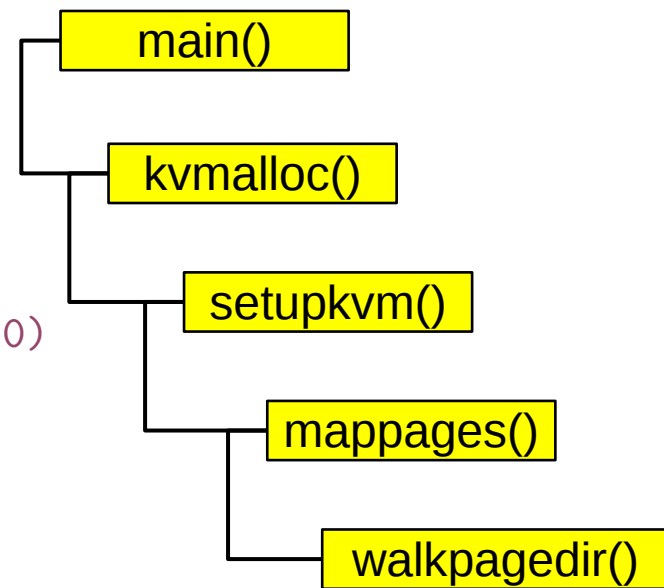 main()
kvmalloc()
setupkvm()
0)
mappages()
walkpagedir()